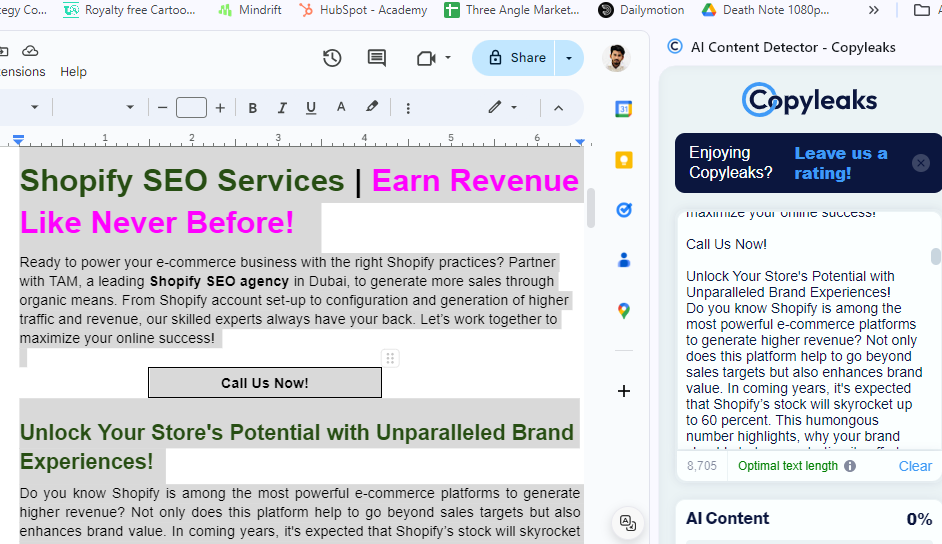 tegy Co...
Royalty free Cartoo...
Mindrift
HubSpot - Academy
Three Angle Market...
Dailymotion
Death Note 1080p...
»
tensions
Help
Share
AI Content Detector - Copyleaks
B I U A
1 2 3 4 5 6
Shopify SEO Services | Earn Revenue
Like Never Before!
Ready to power your e-commerce business with the right Shopify practices? Partner
with TAM, a leading Shopify SEO agency in Dubai, to generate more sales through
organic means. From Shopify account set-up to configuration and generation of higher
traffic and revenue, our skilled experts always have your back. Let’s work together to
maximize your online success!
Call Us Now!
Unlock Your Store's Potential with Unparalleled Brand
Experiences!
Do you know Shopify is among the most powerful e-commerce platforms to generate
higher revenue? Not only does this platform help to go beyond sales targets but also
enhances brand value. In coming years, it's expected that Shopify’s stock will skyrocket
31
Copyleaks
Enjoying
Copyleaks?
Leave us a
rating!
maximize your online success!
Call Us Now!
Unlock Your Store's Potential with
Unparalleled Brand Experiences!
Do you know Shopify is among the
most powerful e-commerce platforms
to generate higher revenue? Not only
does this platform help to go beyond
sales targets but also enhances brand
value. In coming years, it's expected
that Shopify’s stock will skyrocket up
to 60 percent. This humongous
number highlights, why your brand
8,705
Optimal text length
Clear
AI Content
0%